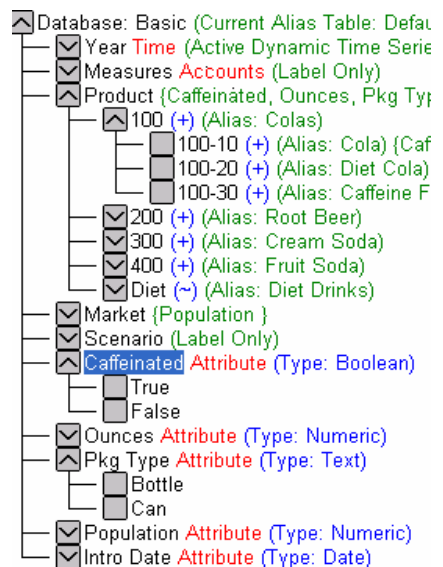 Database: Basic (Current Alias Table: Defau
Year Time (Active Dynamic Time Serie
Measures Accounts (Label Only)
Product {Caffeinated, Ounces, Pkg Typ
100 (+) (Alias: Colas)
100-10 (+) (Alias: Cola) {Caf
100-20 (+) (Alias: Diet Cola)
100-30 (+) (Alias: Caffeine F
200 (+) (Alias: Root Beer)
300 (+) (Alias: Cream Soda)
400 (+) (Alias: Fruit Soda)
Diet (~) (Alias: Diet Drinks)
Market {Population }
Scenario (Label Only)
Caffeinated Attribute (Type: Boolean)
True
False
Ounces Attribute (Type: Numeric)
Pkg Type Attribute (Type: Text)
Bottle
Can
Population Attribute (Type: Numeric)
Intro Date Attribute (Type: Date)